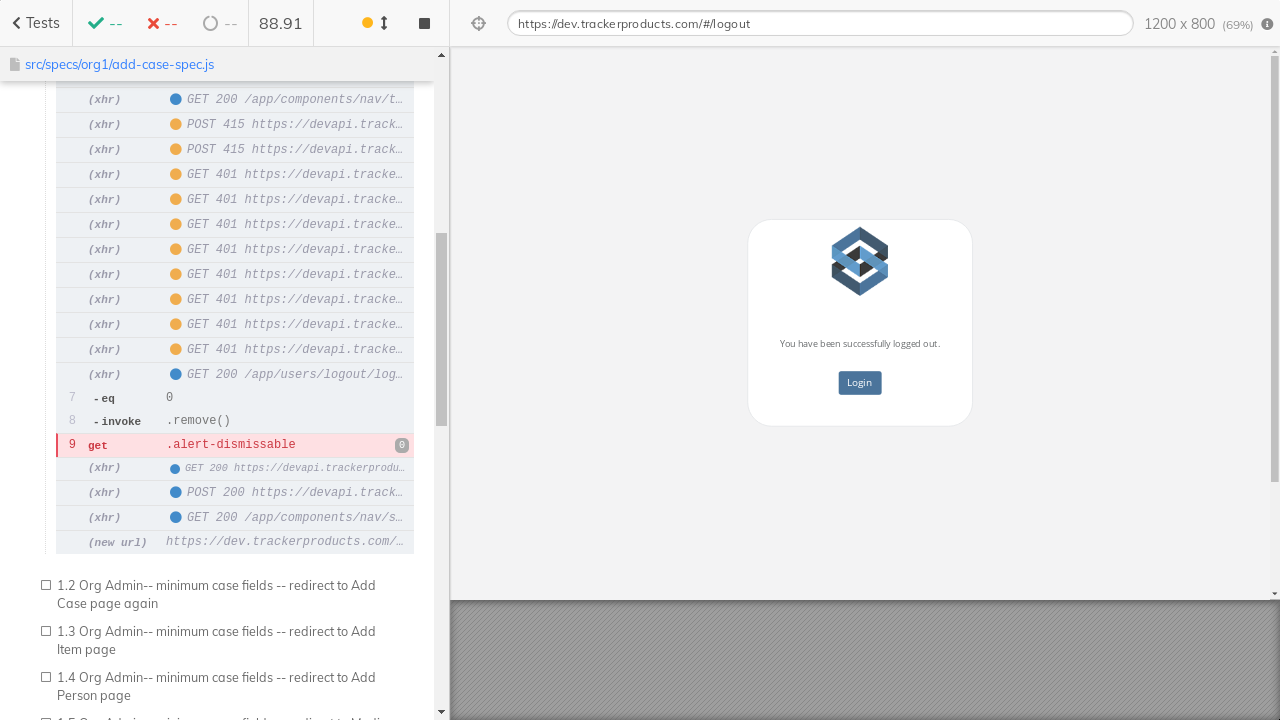 Tests
--
--
--
88.91
https://dev.trackerproducts.com/#/logout
1200 x 800 (69%)
src/specs/org1/add-case-spec.js
(xhr) GET 200 /app/components/nav/t…
(xhr) POST 415 https://devapi.track…
(xhr) POST 415 https://devapi.track…
(xhr) GET 401 https://devapi.tracke…
(xhr) GET 401 https://devapi.tracke…
(xhr) GET 401 https://devapi.tracke…
(xhr) GET 401 https://devapi.tracke…
(xhr) GET 401 https://devapi.tracke…
(xhr) GET 401 https://devapi.tracke…
(xhr) GET 401 https://devapi.tracke…
(xhr) GET 401 https://devapi.tracke…
(xhr) GET 200 /app/users/logout/log…
7 -eq 0
8 -invoke .remove()
9 get .alert-dismissable 0
(xhr) GET 200 https://devapi.trackerprodu…
(xhr) POST 200 https://devapi.track…
(xhr) GET 200 /app/components/nav/s…
(new url) https://dev.trackerproducts.com/…
1.2 Org Admin-- minimum case fields -- redirect to Add
Case page again
1.3 Org Admin-- minimum case fields -- redirect to Add
Item page
1.4 Org Admin-- minimum case fields -- redirect to Add
Person page
You have been successfully logged out.
Login